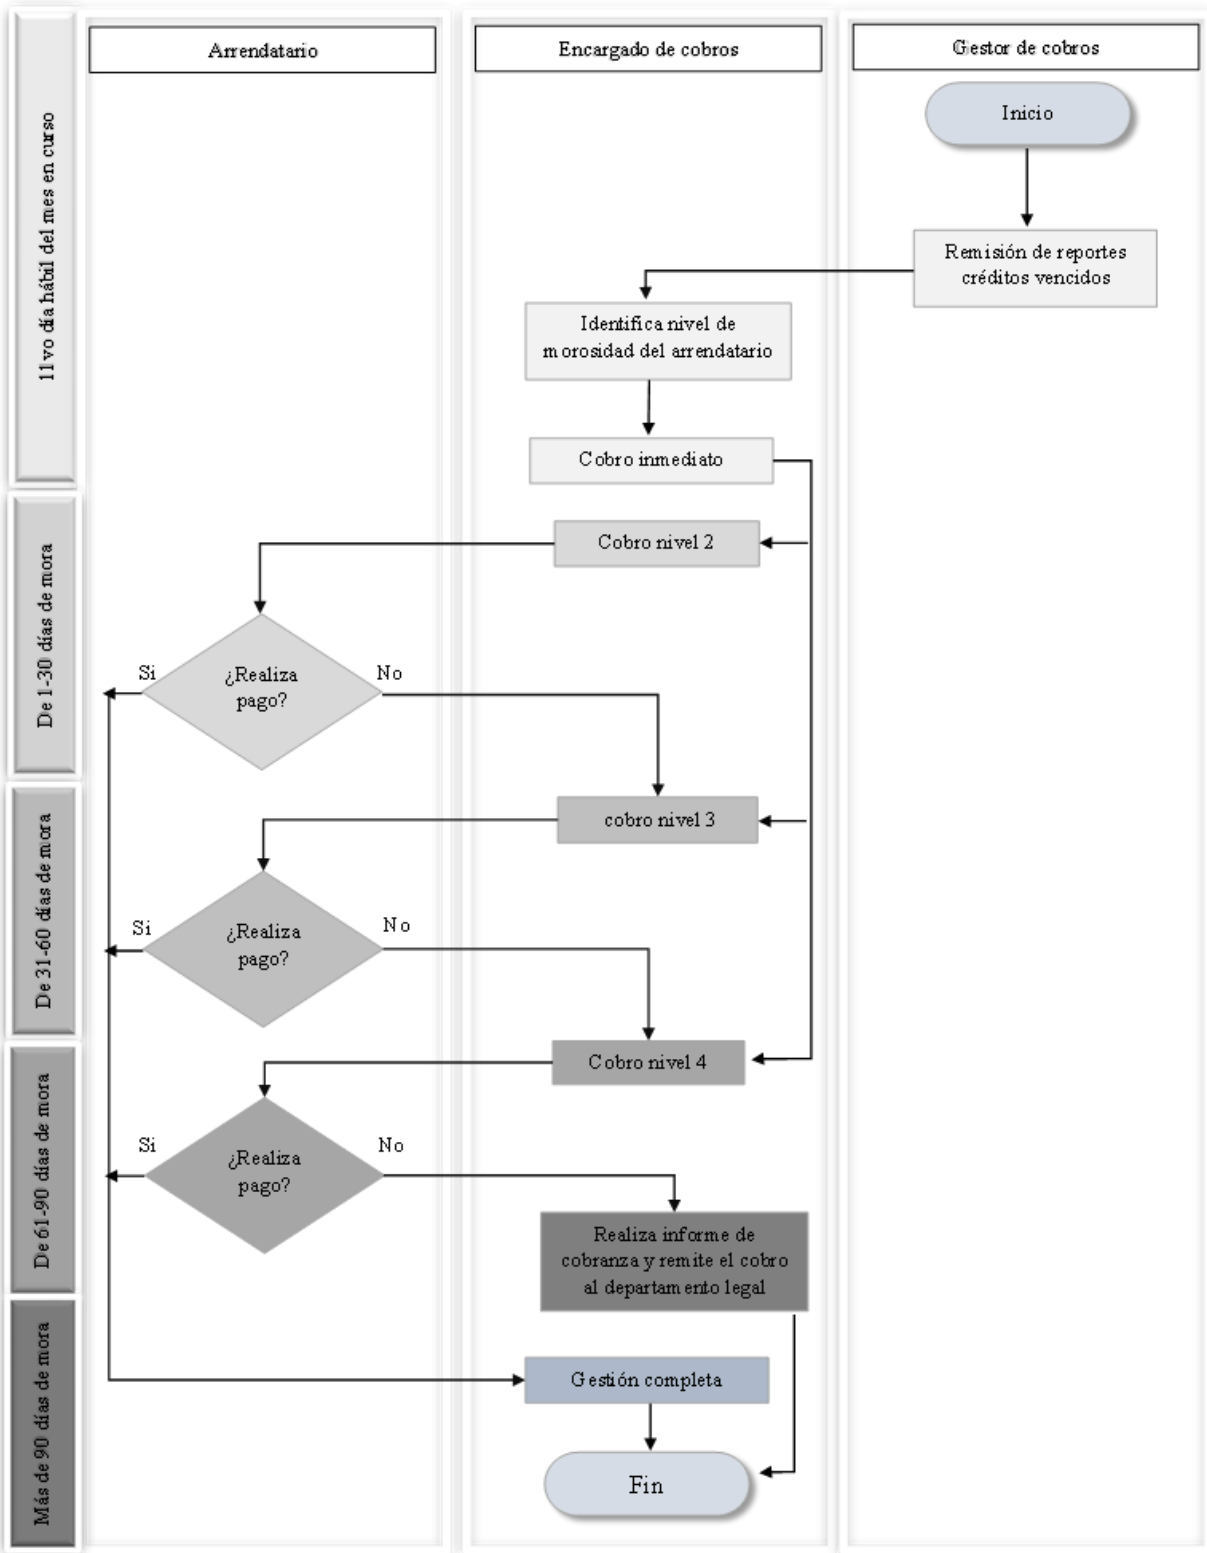 Arrendatario
Encargado de cobros
Gestor de cobros
11vo día hábil del mes en curso
Inicio
Remisión de reportes
créditos vencidos
Identifica nivel de
morosidad del arrendatario
Cobro inmediato
De 1-30 días de mora
Cobro nivel 2
Si
¿Realiza
pago?
No
De 31-60 días de mora
cobro nivel 3
Si
¿Realiza
pago?
No
De 61-90 días de mora
Cobro nivel 4
Si
¿Realiza
pago?
No
Realiza informe de
cobranza y remite el cobro
al departamento legal
Más de 90 días de mora
Gestión completa
Fin